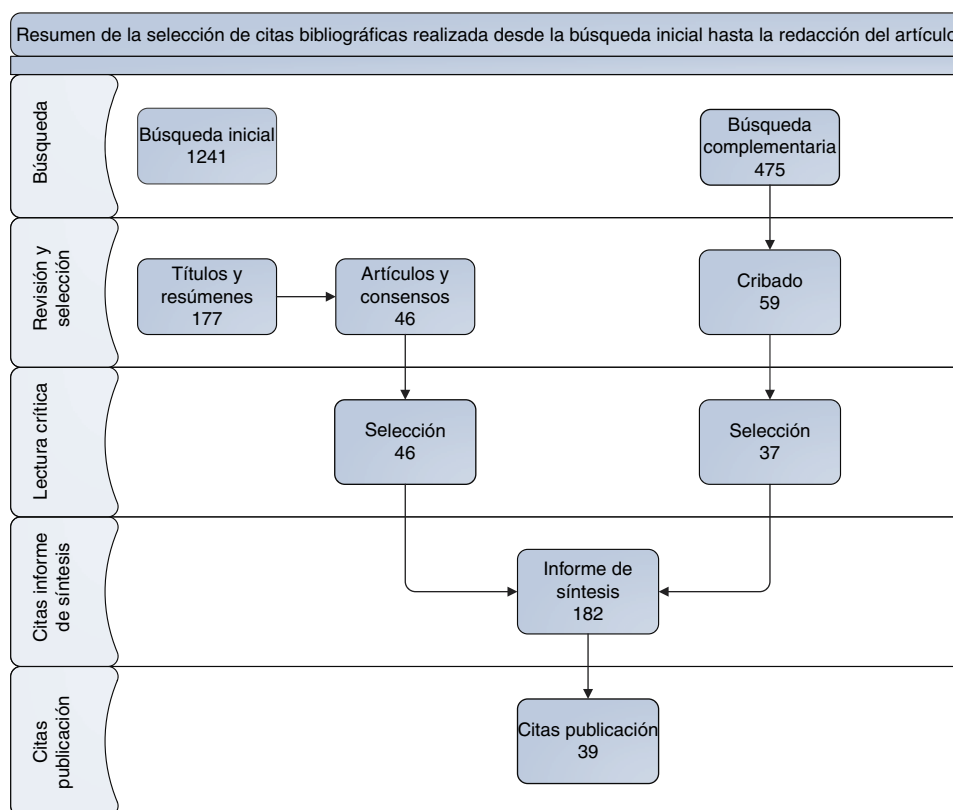 Resumen de la selección de citas bibliográficas realizada desde la búsqueda inicial hasta la redacción del artículo
Búsqueda
Búsqueda inicial
1241
Búsqueda
complementaria
475
Revisión y
selección
Títulos y
resúmenes
177
Artículos y
consensos
46
Cribado
59
Lectura crítica
Selección
46
Selección
37
Citas informe
de síntesis
Informe de
síntesis
182
Citas
publicación
Citas publicación
39